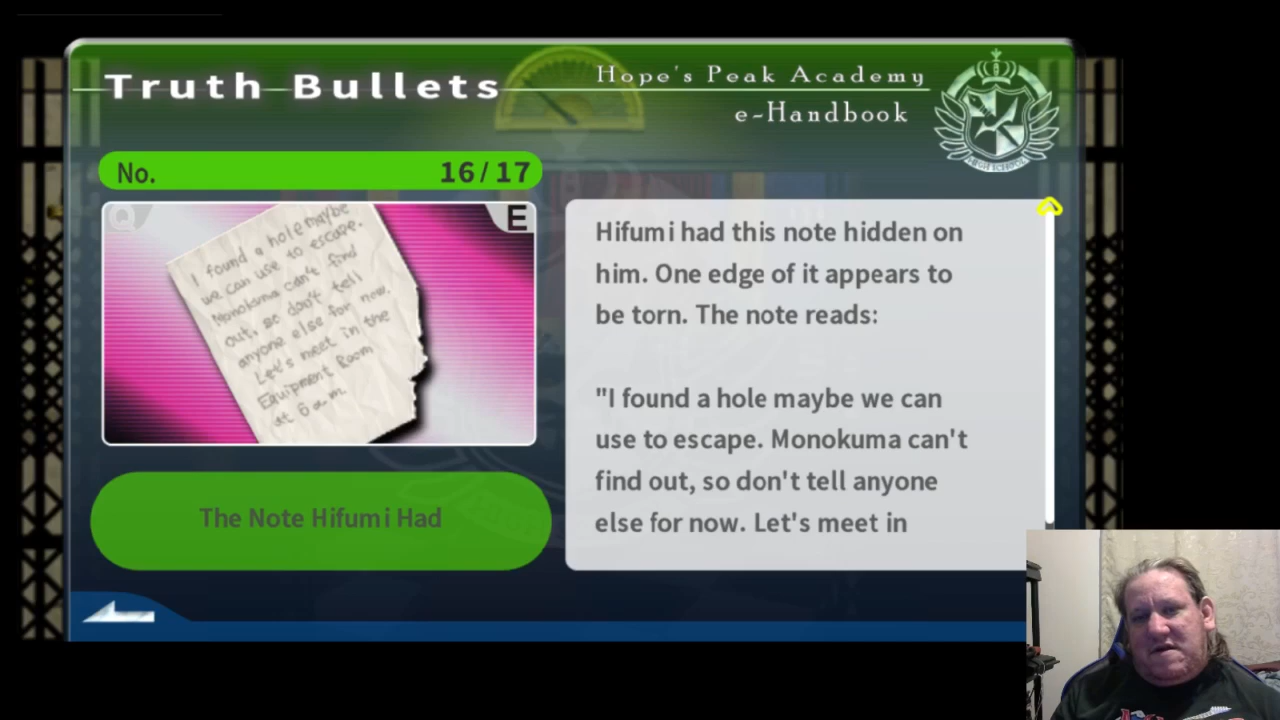 Truth Bullets
Hope's Peak Academy
e-Handbook
No. 16/17
Q
E
I found a hole maybe
we can use to escape.
Monokuma can't find
out, so don't tell
anyone else for now.
Let's meet in the
Equipment Room
at 6 a.m.
The Note Hifumi Had
Hifumi had this note hidden on
him. One edge of it appears to
be torn. The note reads:
"I found a hole maybe we can
use to escape. Monokuma can't
find out, so don't tell anyone
else for now. Let's meet in